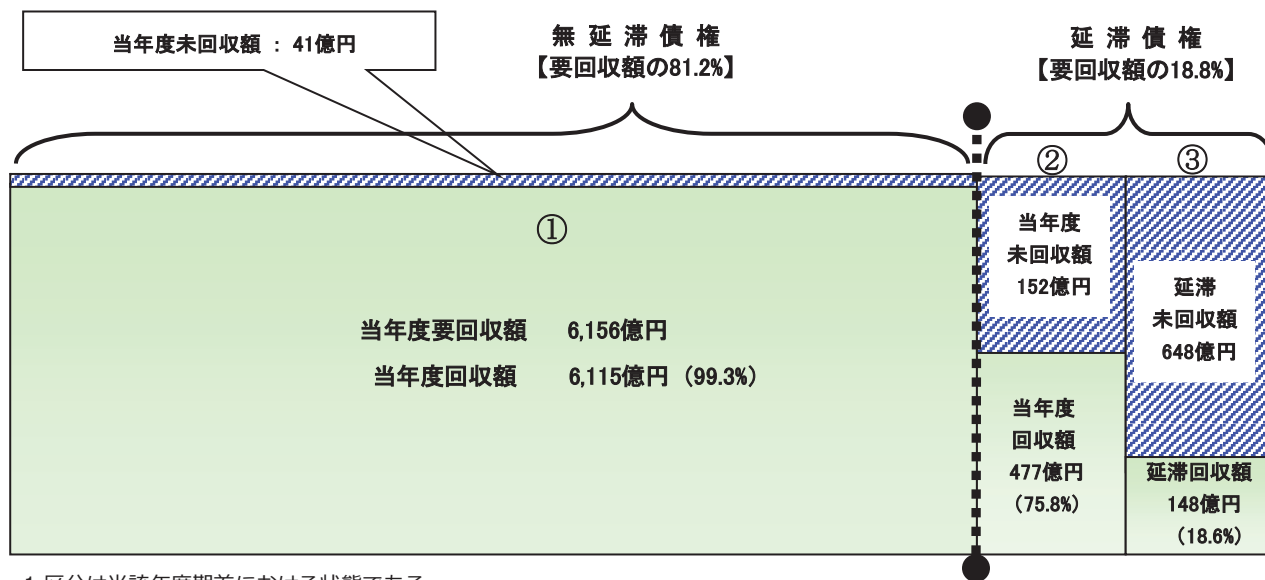 当年度未回収額 : 41億円
無延滞債権
【要回収額の81.2%】
延滞債権
【要回収額の18.8%】
①
当年度要回収額 6,156億円
当年度回収額 6,115億円 (99.3%)
②
当年度
未回収額
152億円
当年度
回収額
477億円
(75.8%)
③
延滞
未回収額
648億円
延滞回収額
148億円
(18.6%)